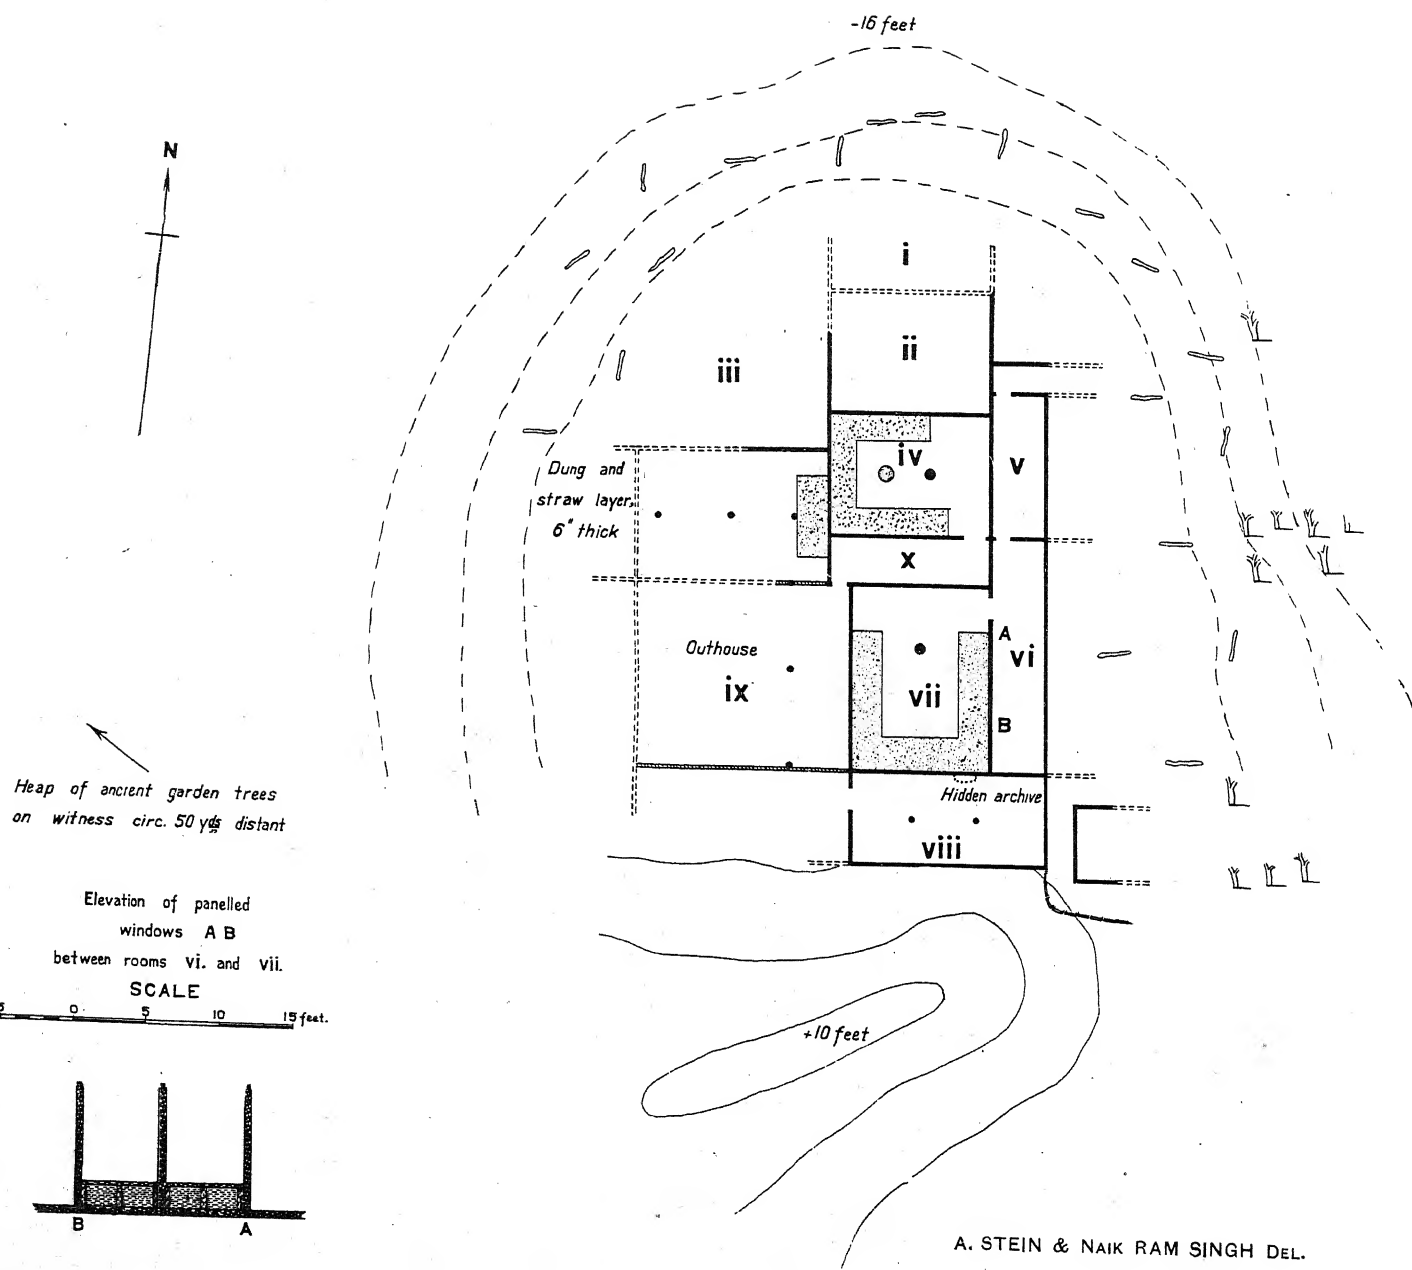 -16 feet
N
i
ii
iii
Dung and
straw layer,
6" thick
iv
v
x
Outhouse
ix
vii
A
vi
B
Heap of ancient garden trees
on witness circ. 50 yds distant
Hidden archive
viii
Elevation of panelled
windows A B
between rooms vi. and vii.
SCALE
5 0 5 10 15 feet.
+10 feet
B A
A. STEIN & NAIK RAM SINGH DEL.